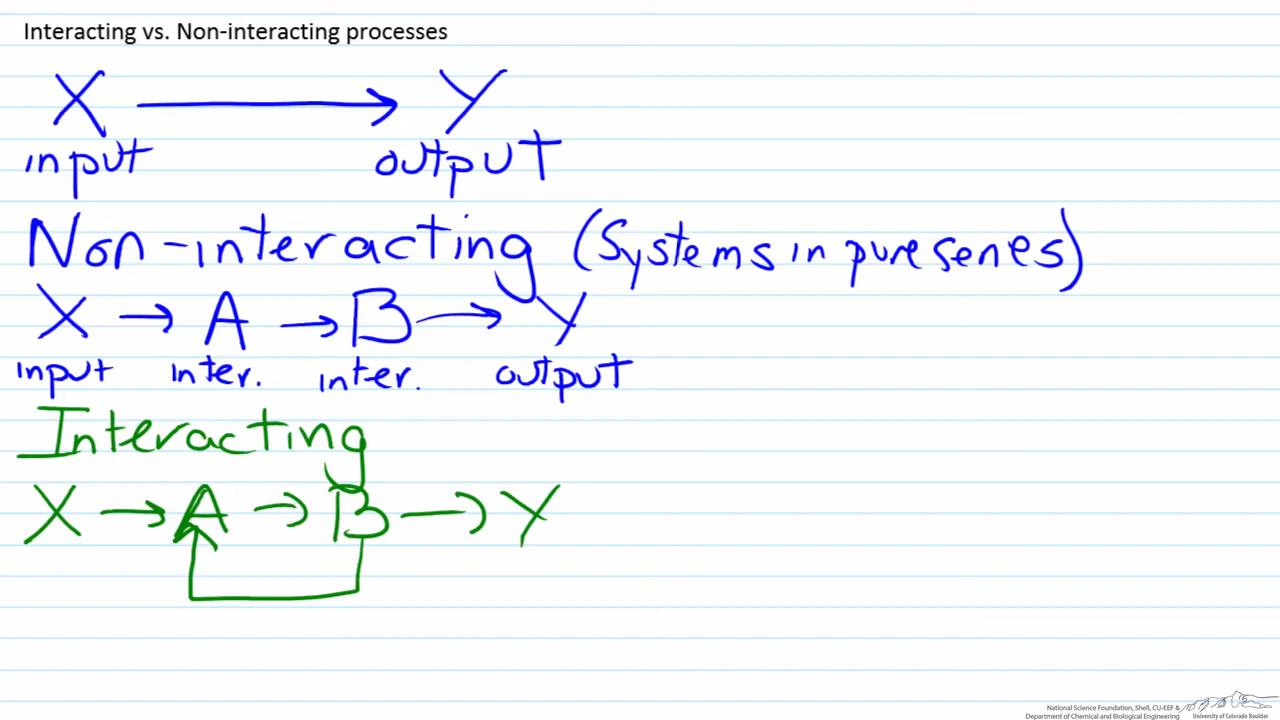 Interacting vs. Non-interacting processes
X → Y
input output
Non-interacting (Systems in pure series)
X → A → B → Y
input inter. inter. output
Interacting
X → A → B → Y
National Science Foundation, Shell, CU-EEF &
Department of Chemical and Biological Engineering
University of Colorado Boulder